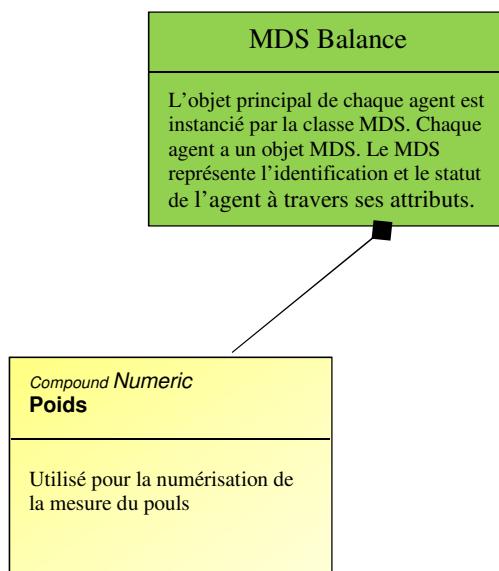 MDS Balance
L’objet principal de chaque agent est
instancié par la classe MDS. Chaque
agent a un objet MDS. Le MDS
représente l’identification et le statut
de l’agent à travers ses attributs.
Compound Numeric
Poids
Utilisé pour la numérisation de
la mesure du pouls